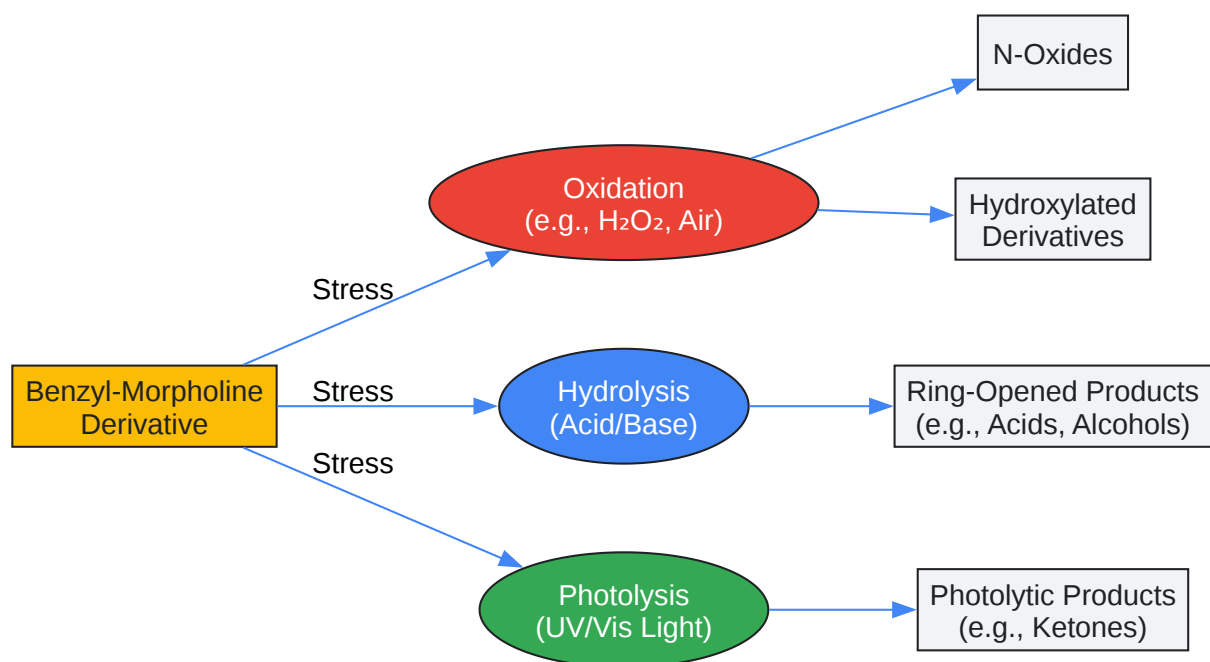 N-Oxides
Oxidation
(e.g., H₂O₂, Air)
Hydroxylated
Derivatives
Stress
Benzyl-Morpholine
Derivative
Stress
Hydrolysis
(Acid/Base)
Ring-Opened Products
(e.g., Acids, Alcohols)
Stress
Photolysis
(UV/Vis Light)
Photolytic Products
(e.g., Ketones)